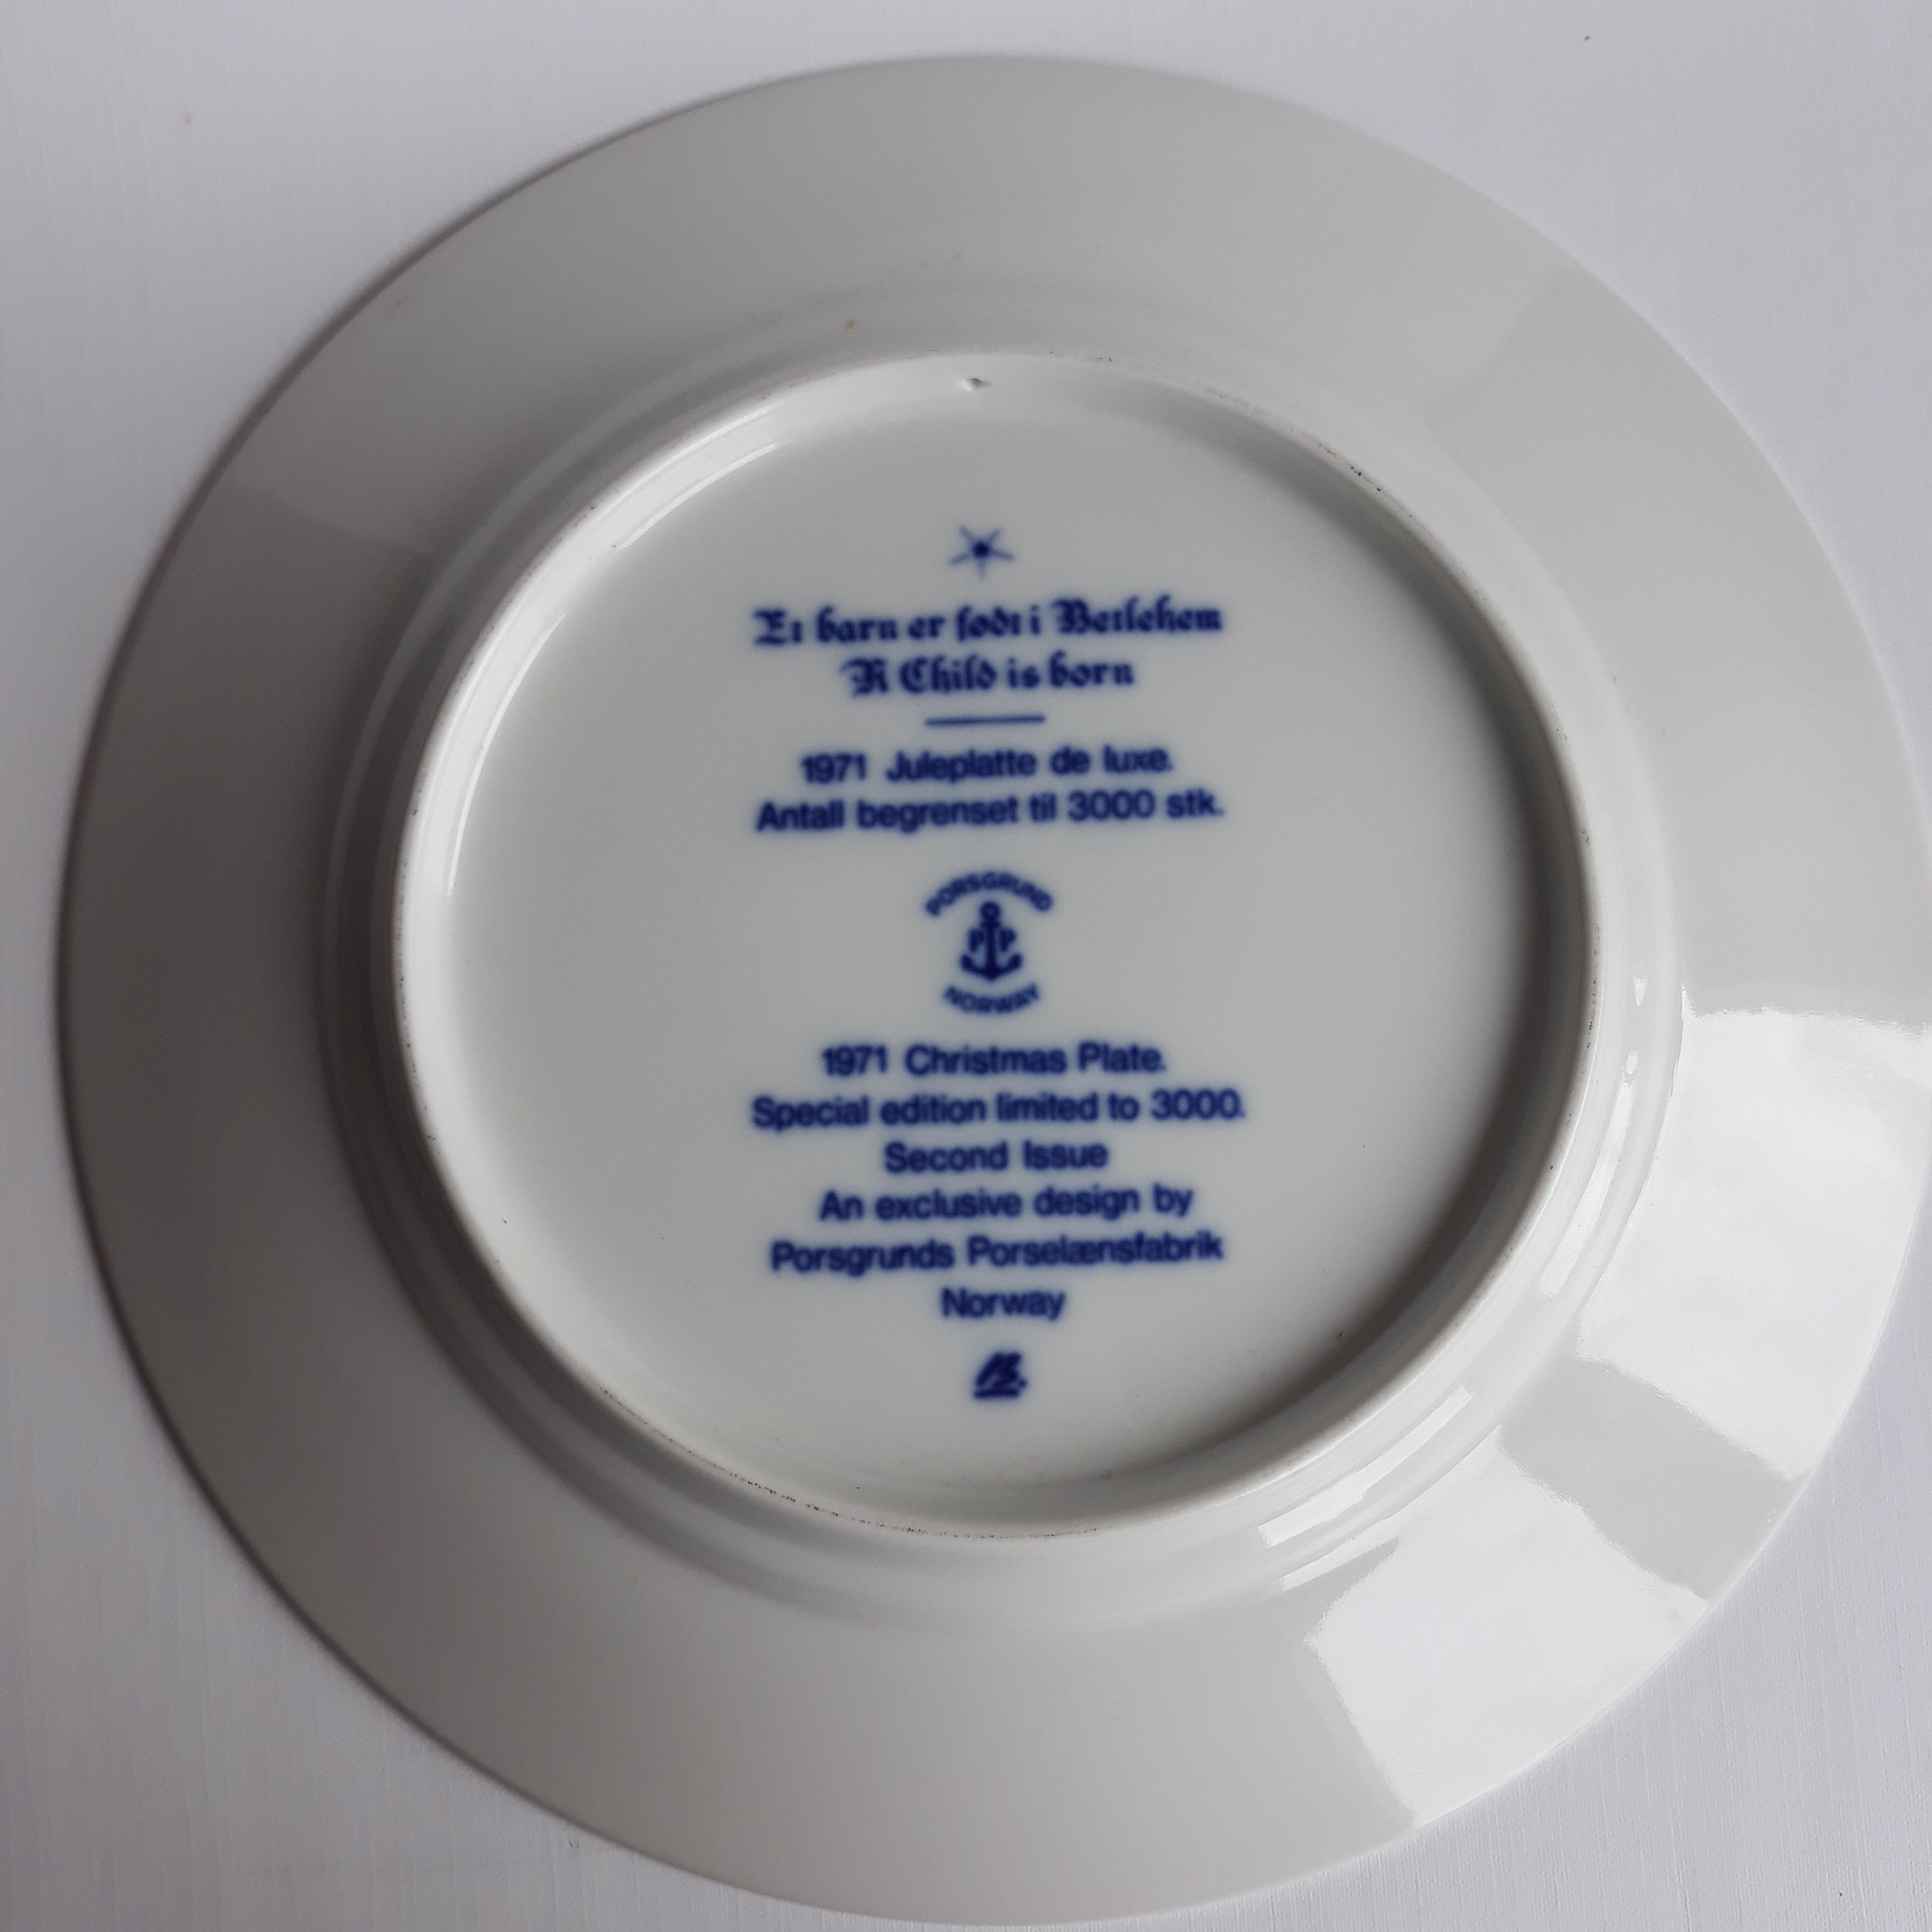 Et barn er født i Betlehem
A Child is born
1971 Juleplatte de luxe.
Antall begrenset til 3000 stk.
PORSGRUND
PP
NORWAY
1971 Christmas Plate.
Special edition limited to 3000.
Second Issue
An exclusive design by
Porsgrunds Porselænsfabrik
Norway